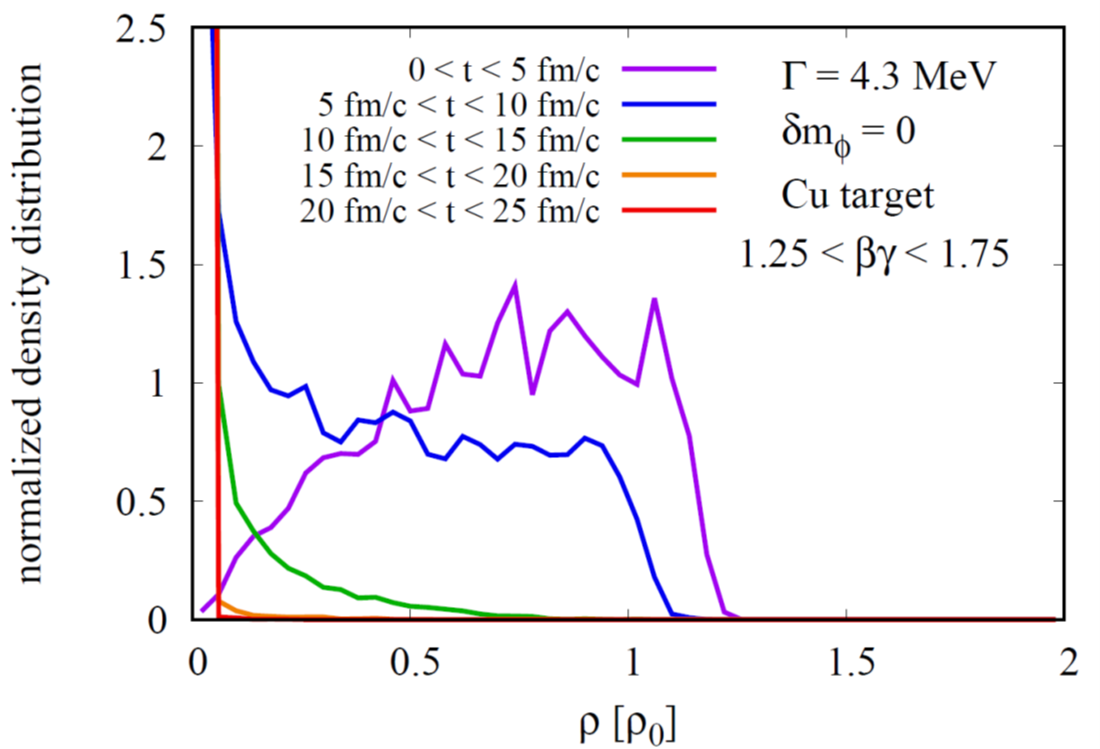 normalized density distribution
2.5
2
1.5
1
0.5
0
0 < t < 5 fm/c
5 fm/c < t < 10 fm/c
10 fm/c < t < 15 fm/c
15 fm/c < t < 20 fm/c
20 fm/c < t < 25 fm/c
Γ = 4.3 MeV
δmϕ = 0
Cu target
1.25 < βγ < 1.75
0 0.5 1 1.5 2
ρ [ρ0]